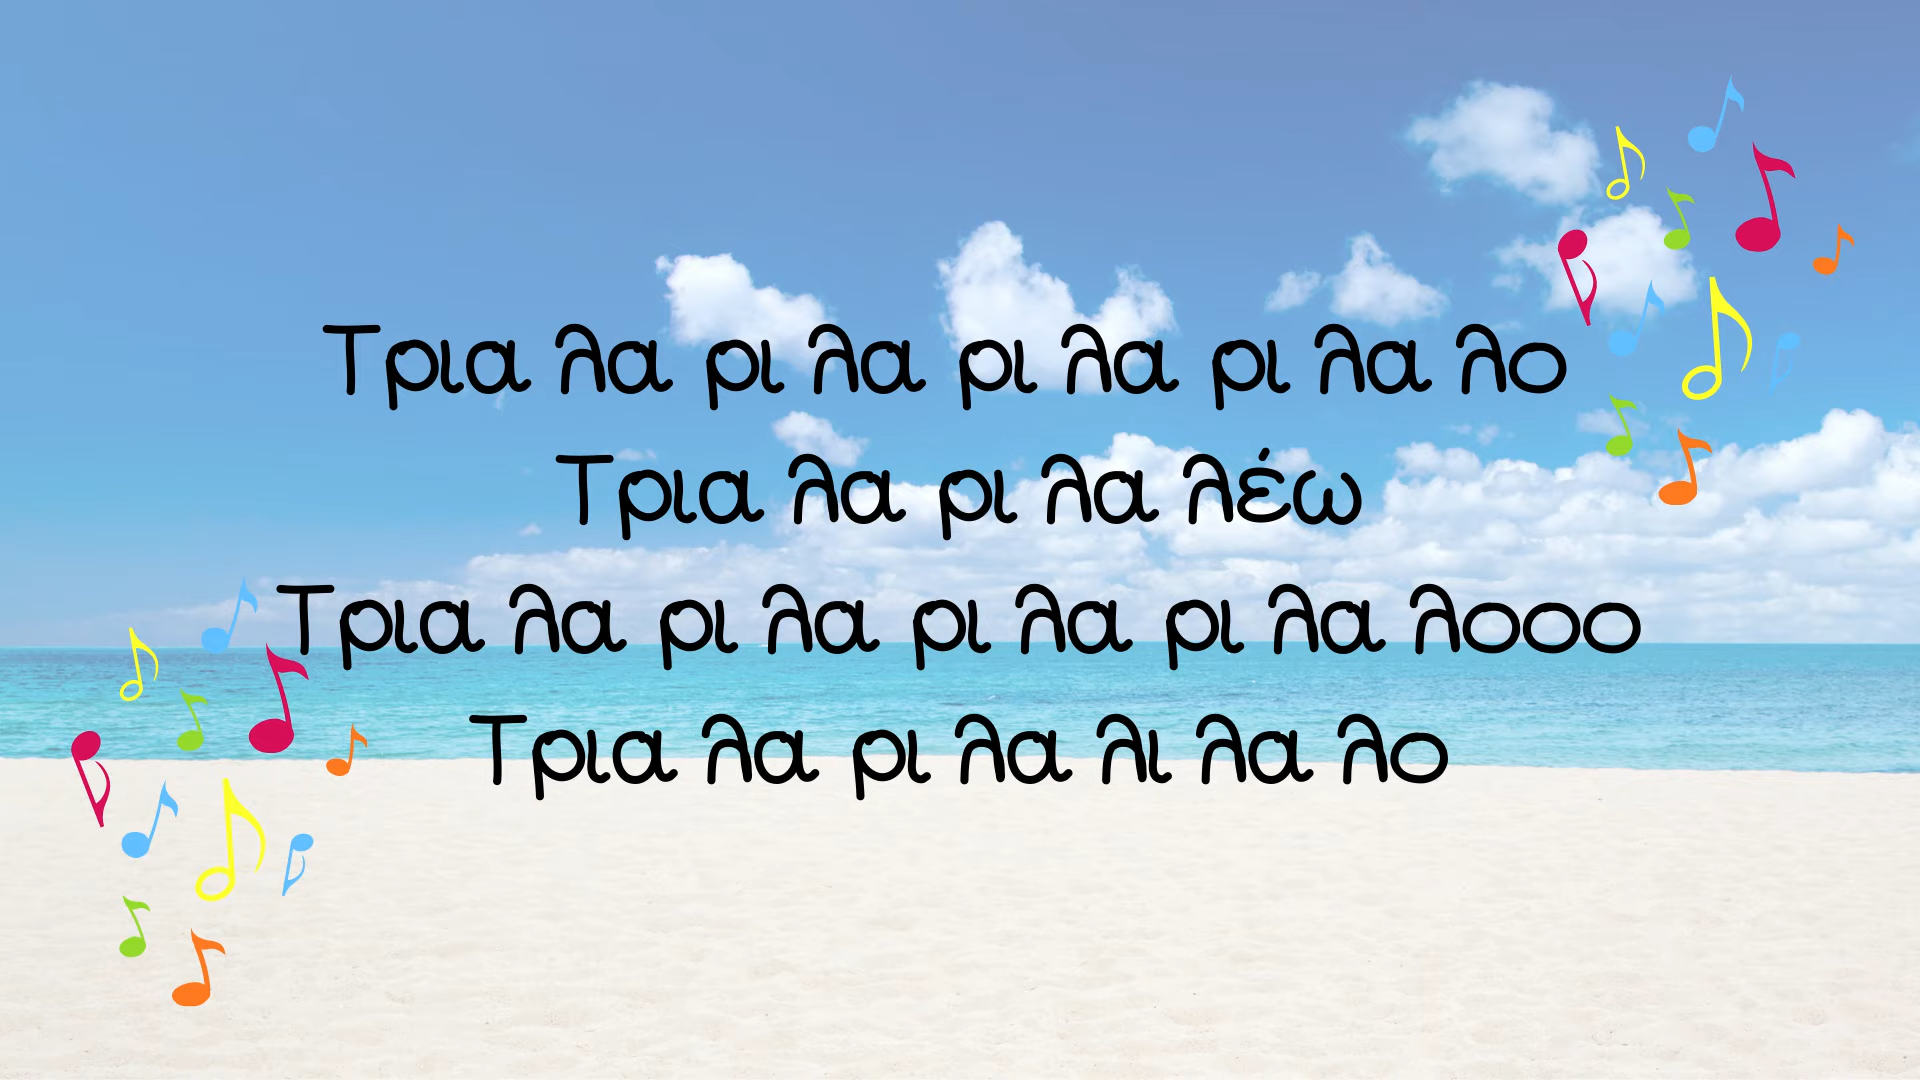 Τρια λα ρι λα ρι λα ρι λα λο
Τρια λα ρι λα λέω
Τρια λα ρι λα ρι λα ρι λα λοοο
Τρια λα ρι λα λι λα λο